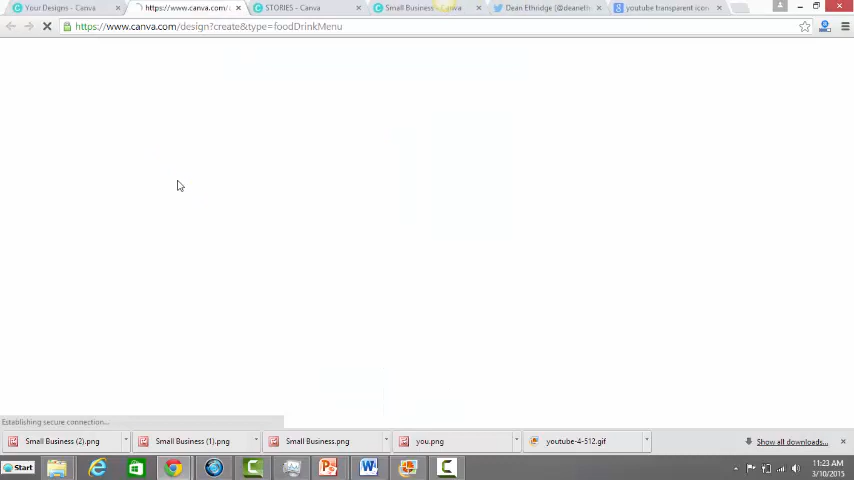 Your Designs - Canva
https://www.canva.com/
STORIES - Canva
Small Business - Canva
Dean Ethridge (@deaneth
youtube transparent icon
https://www.canva.com/design?create&type=foodDrinkMenu
Establishing secure connection...
Small Business (2).png
Small Business (1).png
Small Business.png
you.png
youtube-4-512.gif
Show all downloads...
Start
11:23 AM
3/10/2015